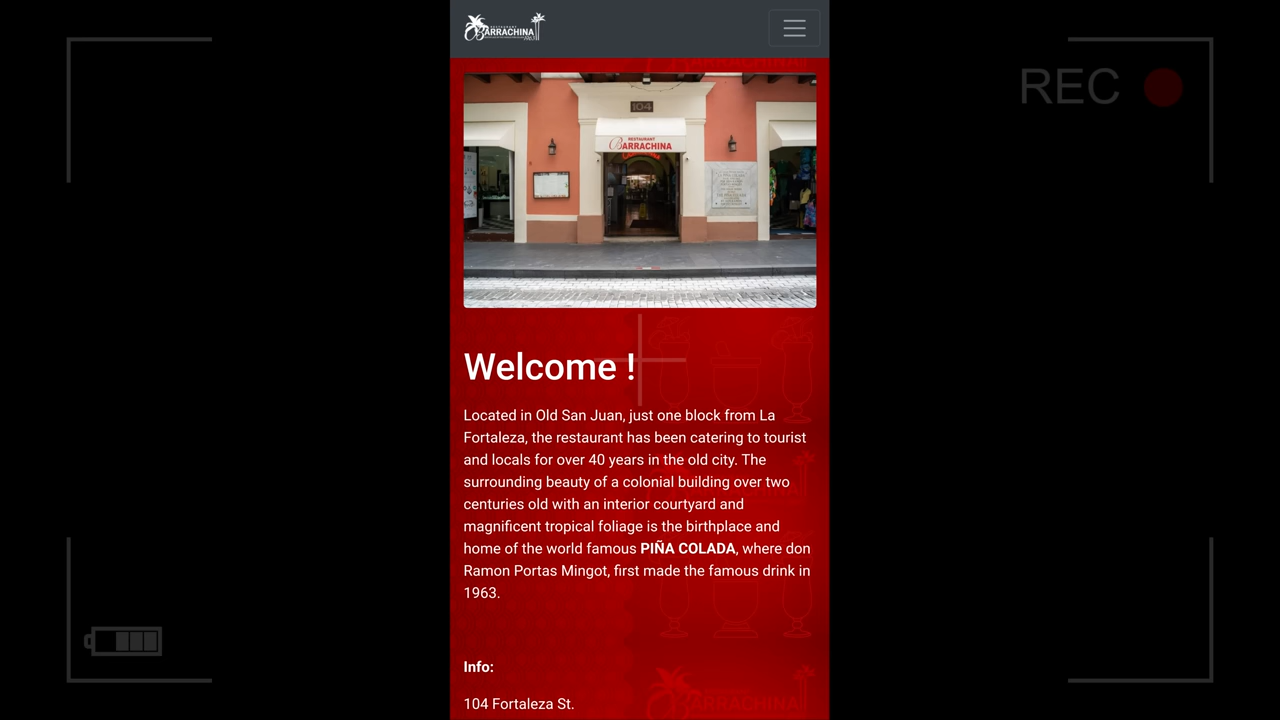 RESTAURANT
BARRACHINA
REC
104
RESTAURANT
BARRACHINA
Welcome !
Located in Old San Juan, just one block from La
Fortaleza, the restaurant has been catering to tourist
and locals for over 40 years in the old city. The
surrounding beauty of a colonial building over two
centuries old with an interior courtyard and
magnificent tropical foliage is the birthplace and
home of the world famous PIÑA COLADA, where don
Ramon Portas Mingot, first made the famous drink in
1963.
Info:
104 Fortaleza St.
BARRACHINA